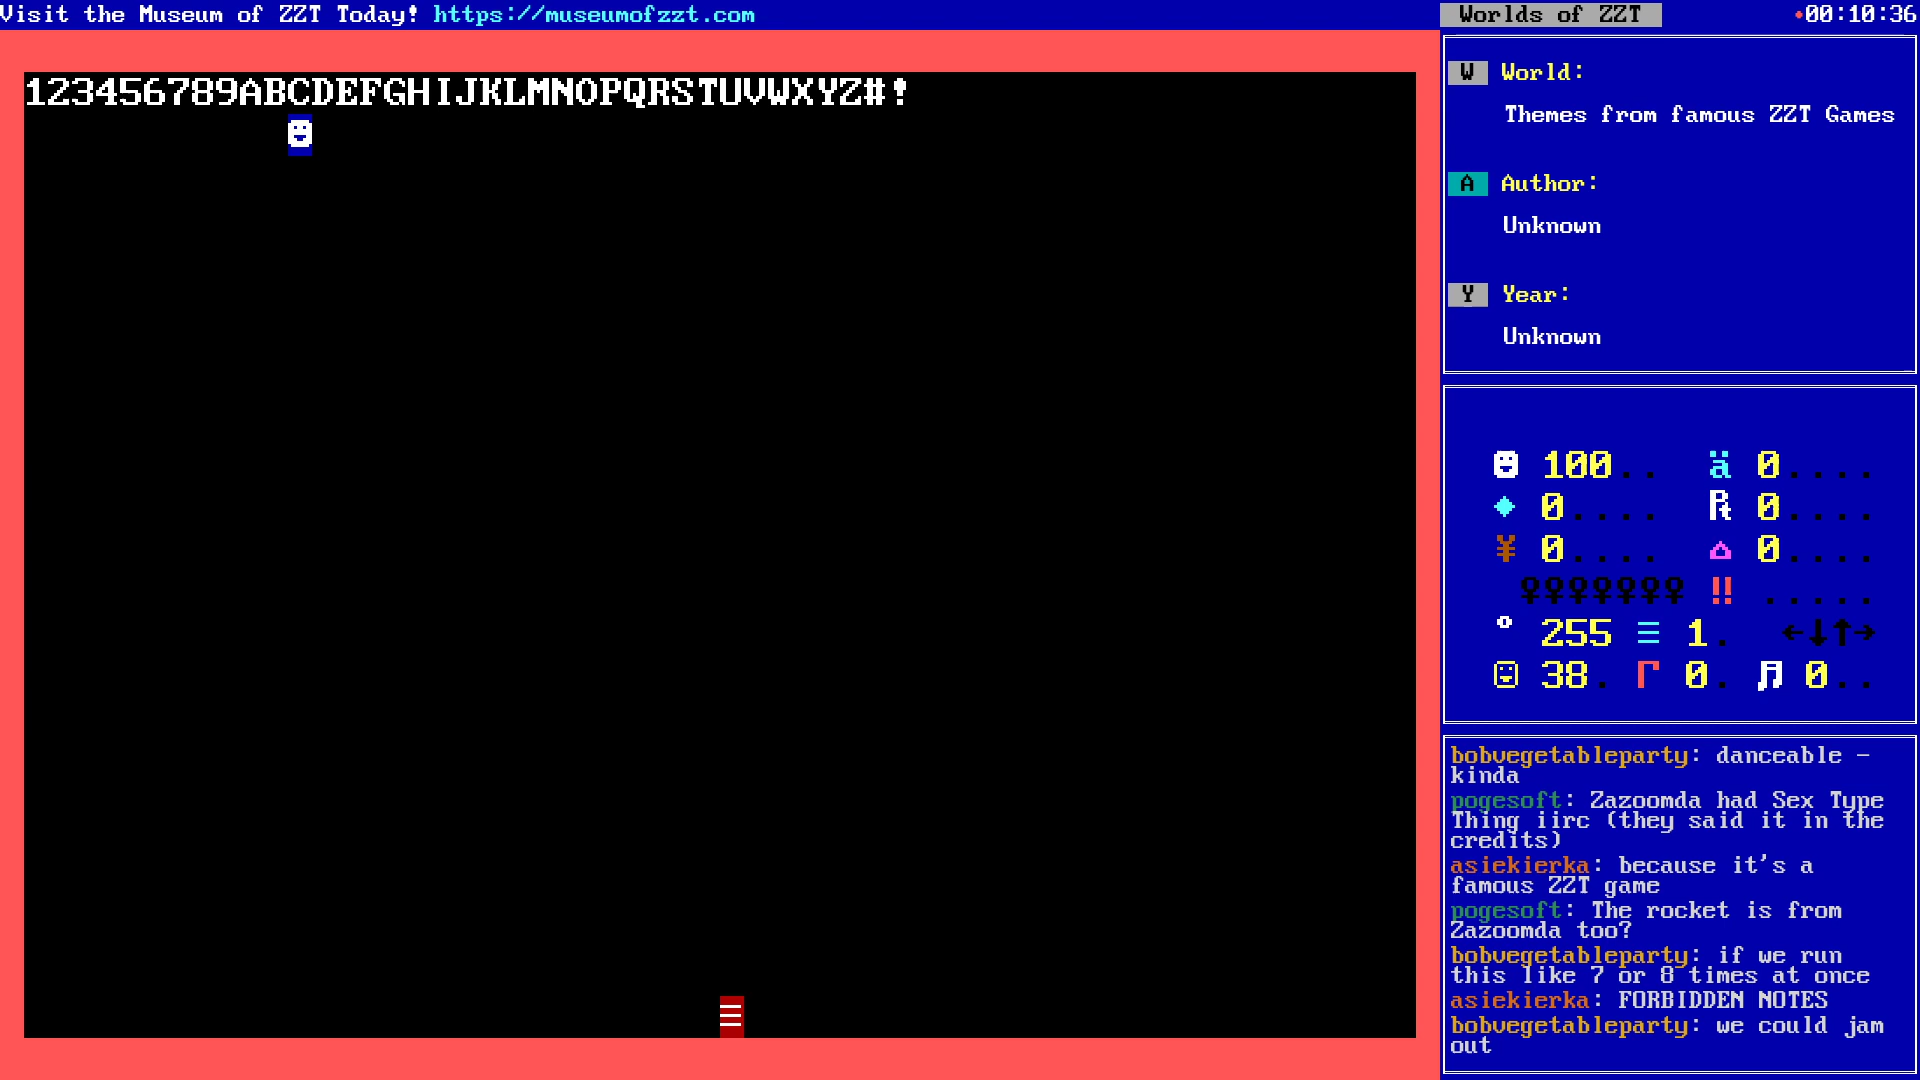 Visit the Museum of ZZT Today! https://museumofzzt.com
Worlds of ZZT
•00:10:36
123456789ABCDEFGHIJKLMNOPQRSTUVWXYZ#!
W World:
Themes from famous ZZT Games
A Author:
Unknown
Y Year:
Unknown
☻ 100.. ä 0....
♦ 0.... ℞ 0....
¥ 0.... ⌂ 0....
♀♀♀♀♀♀♀ ‼ .....
° 255 ≡ 1. ←↓↑→
☺ 38. Γ 0. ♫ 0..
bobvegetableparty: danceable -
kinda
pogesoft: Zazoomda had Sex Type
Thing iirc (they said it in the
credits)
asiekierka: because it's a
famous ZZT game
pogesoft: The rocket is from
Zazoomda too?
bobvegetableparty: if we run
this like 7 or 8 times at once
asiekierka: FORBIDDEN NOTES
bobvegetableparty: we could jam
out